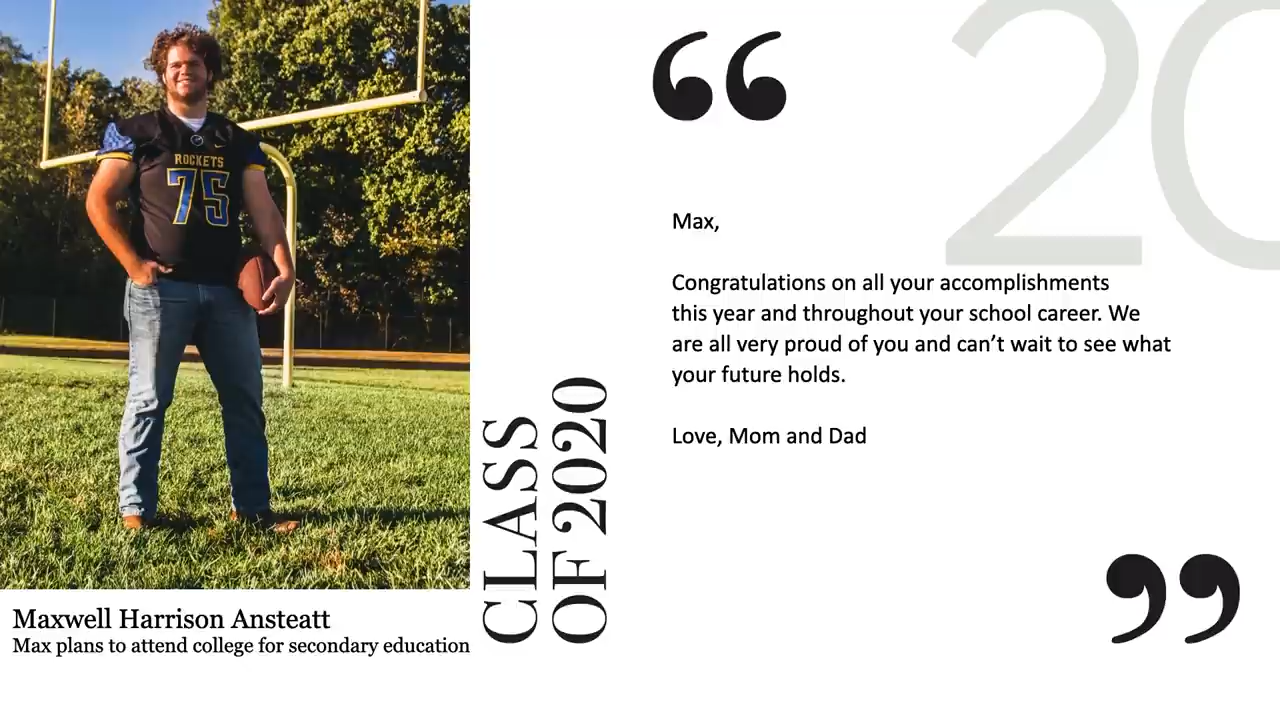 ROCKETS
75
Maxwell Harrison Ansteatt
Max plans to attend college for secondary education
CLASS
OF 2020
20
“
Max,
Congratulations on all your accomplishments
this year and throughout your school career. We
are all very proud of you and can’t wait to see what
your future holds.
Love, Mom and Dad
”